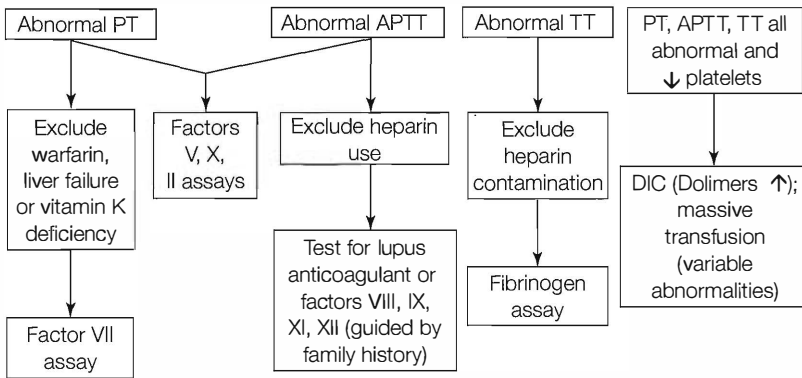 Abnormal PT
Abnormal APTT
Abnormal TT
PT, APTT, TT all
abnormal and
↓ platelets
Exclude
warfarin,
liver failure
or vitamin K
deficiency
Factors
V, X,
II assays
Exclude heparin
use
Exclude
heparin
contamination
DIC (Dolimers ↑);
massive
transfusion
(variable
abnormalities)
Test for lupus
anticoagulant or
factors VIII, IX,
XI, XII (guided by
family history)
Fibrinogen
assay
Factor VII
assay